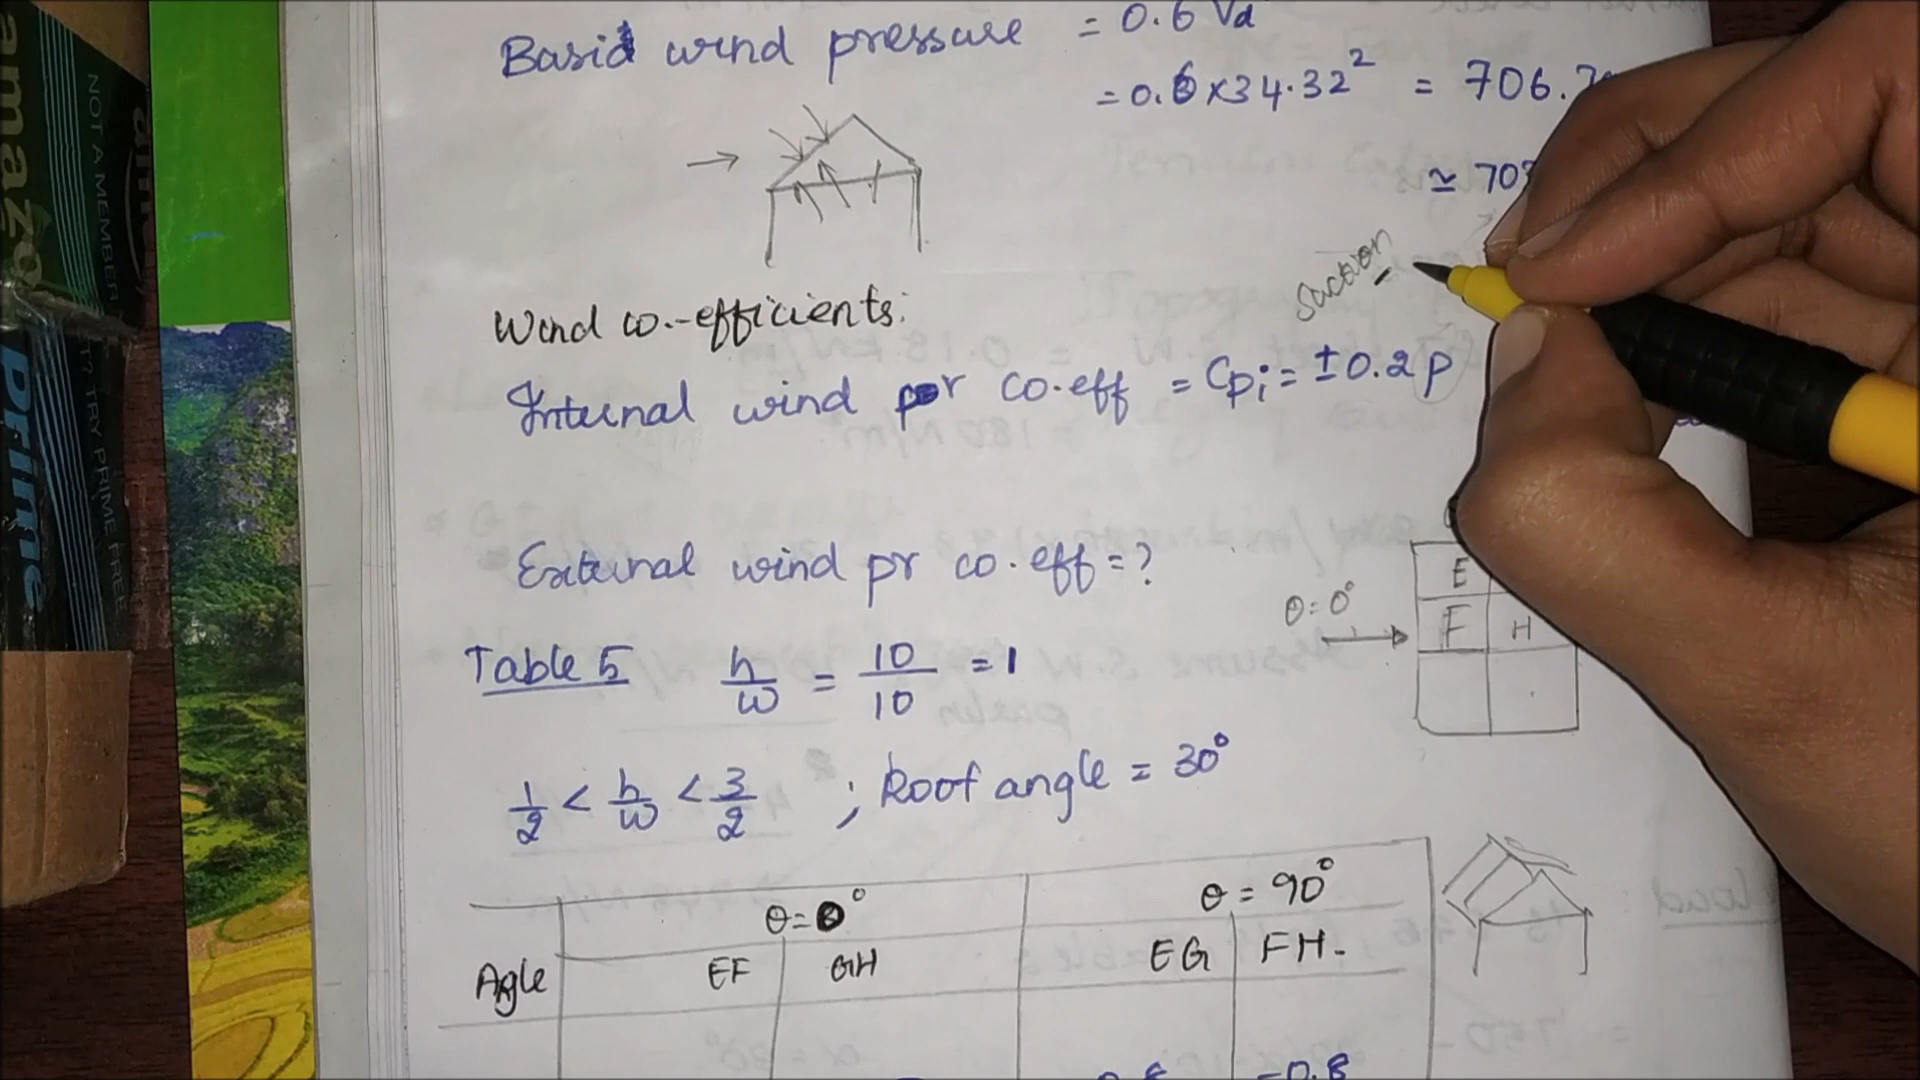 Basic wind pressure = 0.6 Vd
= 0.6 x 34.32² = 706.7
≃ 70
suction
Wind co.-efficients:
Internal wind pr co.eff = Cpi = ±0.2 p
External wind pr co.eff = ?
E
θ = 0°
F H
Table 5 h/w = 10/10 = 1
1/2 < h/w < 3/2 ; Roof angle = 30°
θ = 0° θ = 90°
Agle EF GH EG FH.
-0.8
amazon
NOT A MEMBER
prime
TRY PRIME FREE